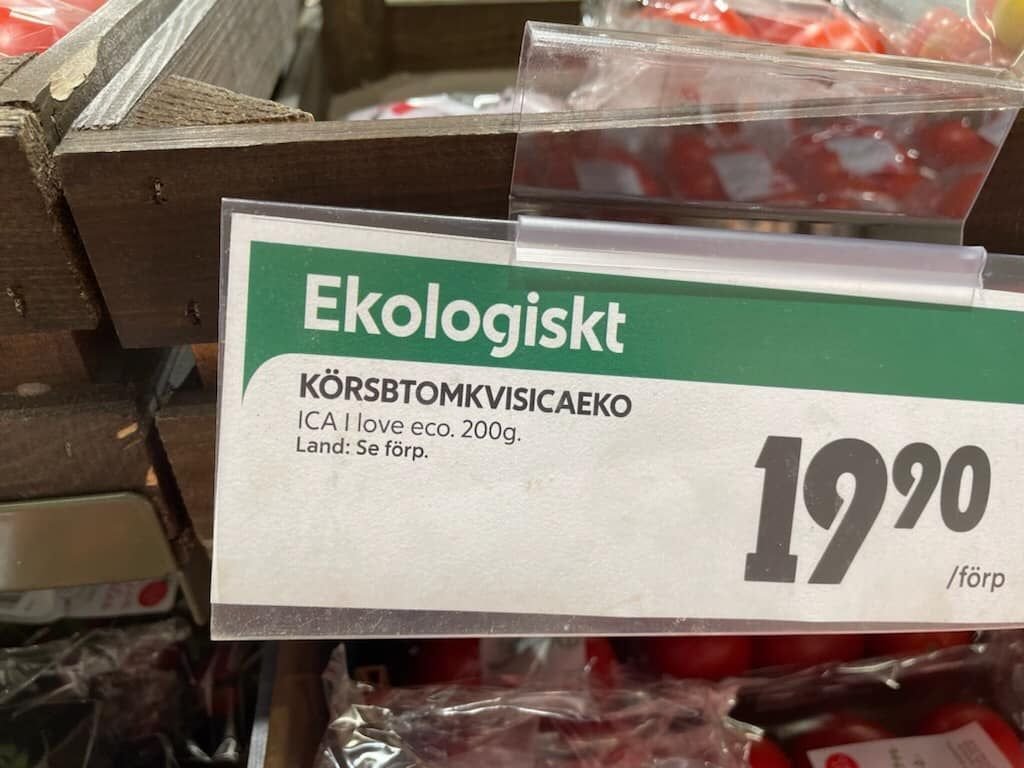 Ekologiskt
KÖRSBTOMKVISICAEKO
ICA I love eco. 200g.
Land: Se förp.
19 90
/förp